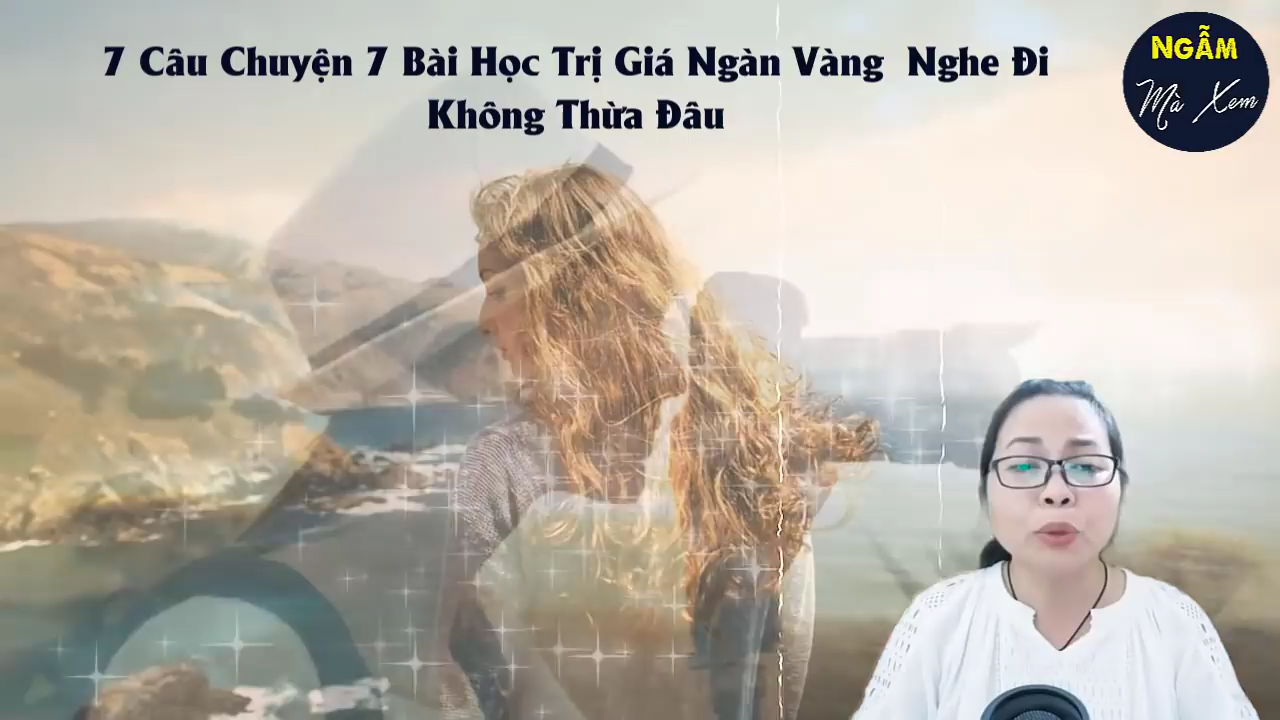 7 Câu Chuyện 7 Bài Học Trị Giá Ngàn Vàng Nghe Đi
Không Thừa Đâu
NGẪM
Mà Xem